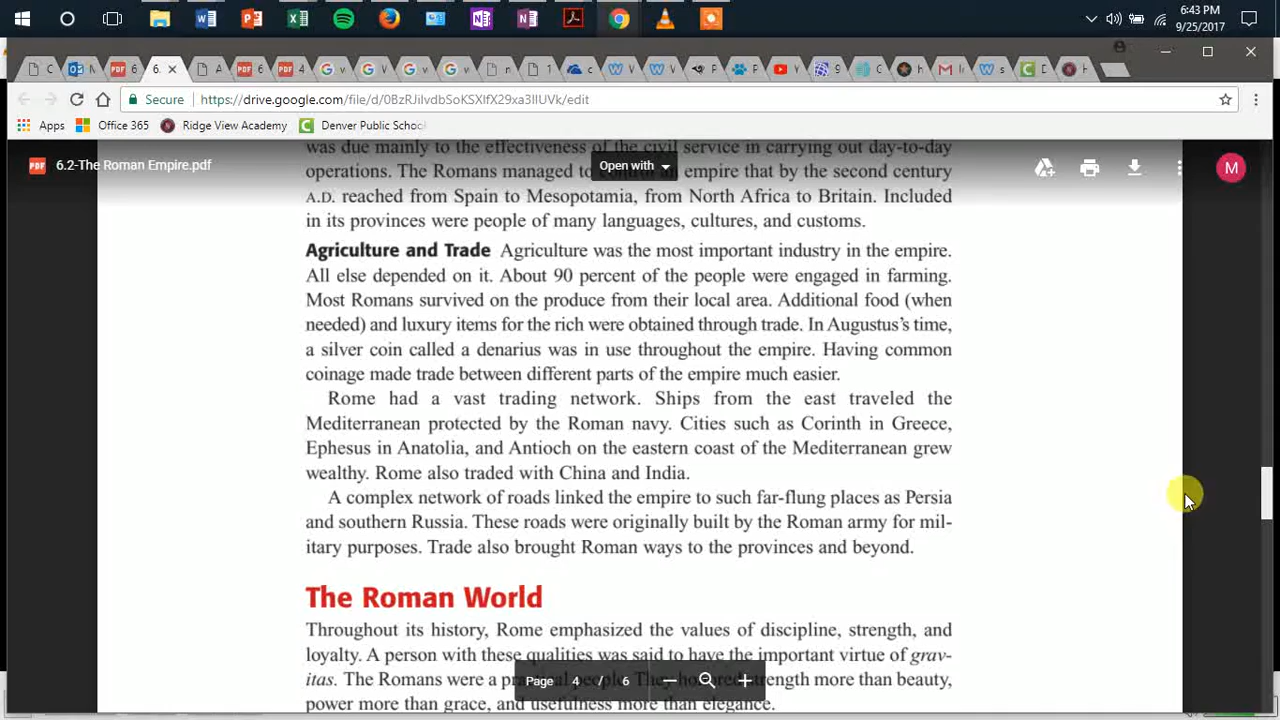 6:43 PM
9/25/2017
Secure
https://drive.google.com/file/d/0BzRJiIvdbSoKSXlfX29xa3llUVk/edit
Apps
Office 365
Ridge View Academy
Denver Public Schoo
6.2-The Roman Empire.pdf
Open with
M
was due mainly to the effectiveness of the civil service in carrying out day-to-day
operations. The Romans managed to empire that by the second century
A.D. reached from Spain to Mesopotamia, from North Africa to Britain. Included
in its provinces were people of many languages, cultures, and customs.
Agriculture and Trade Agriculture was the most important industry in the empire.
All else depended on it. About 90 percent of the people were engaged in farming.
Most Romans survived on the produce from their local area. Additional food (when
needed) and luxury items for the rich were obtained through trade. In Augustus's time,
a silver coin called a denarius was in use throughout the empire. Having common
coinage made trade between different parts of the empire much easier.
Rome had a vast trading network. Ships from the east traveled the
Mediterranean protected by the Roman navy. Cities such as Corinth in Greece,
Ephesus in Anatolia, and Antioch on the eastern coast of the Mediterranean grew
wealthy. Rome also traded with China and India.
A complex network of roads linked the empire to such far-flung places as Persia
and southern Russia. These roads were originally built by the Roman army for mil-
itary purposes. Trade also brought Roman ways to the provinces and beyond.
The Roman World
Throughout its history, Rome emphasized the values of discipline, strength, and
loyalty. A person with these qualities was said to have the important virtue of grav-
itas. The Romans were a strength more than beauty,
power more than grace, and usefulness more than elegance.
Page 4 / 6